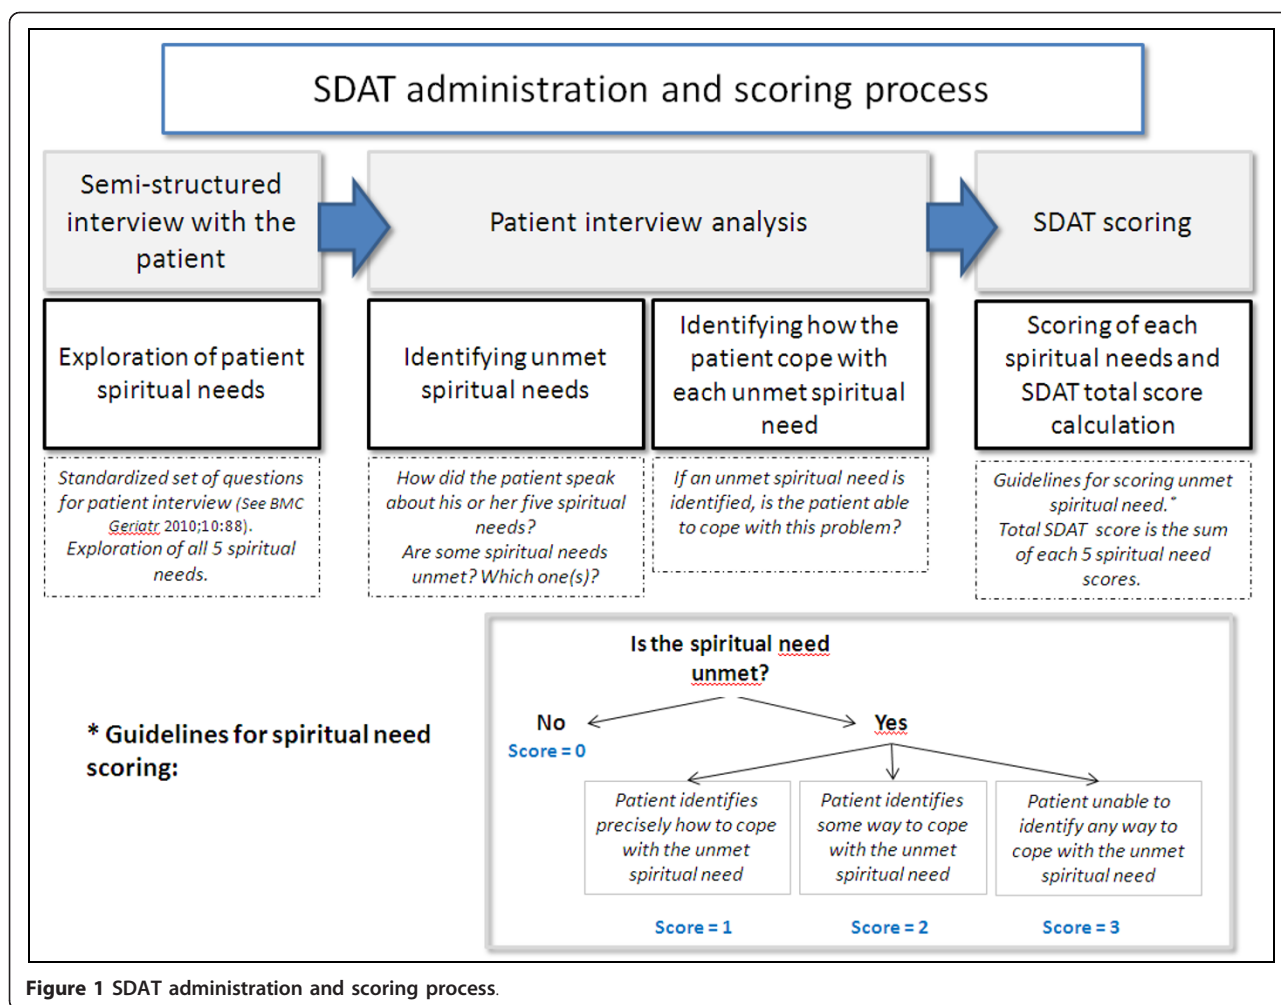 SDAT administration and scoring process
Semi-structured
interview with the
patient
Patient interview analysis
SDAT scoring
Exploration of patient
spiritual needs
Identifying unmet
spiritual needs
Identifying how the
patient cope with
each unmet spiritual
need
Scoring of each
spiritual needs and
SDAT total score
calculation
Standardized set of questions
for patient interview (See BMC
Geriatr 2010;10:88).
Exploration of all 5 spiritual
needs.
How did the patient speak
about his or her five spiritual
needs?
Are some spiritual needs
unmet? Which one(s)?
If an unmet spiritual need is
identified, is the patient able
to cope with this problem?
Guidelines for scoring unmet
spiritual need.*
Total SDAT score is the sum
of each 5 spiritual need
scores.
* Guidelines for spiritual need
scoring:
Is the spiritual need
unmet?
No
Score = 0
Yes
Patient identifies
precisely how to cope
with the unmet
spiritual need
Patient identifies
some way to cope
with the unmet
spiritual need
Patient unable to
identify any way to
cope with the unmet
spiritual need
Score = 1
Score = 2
Score = 3
Figure 1 SDAT administration and scoring process.